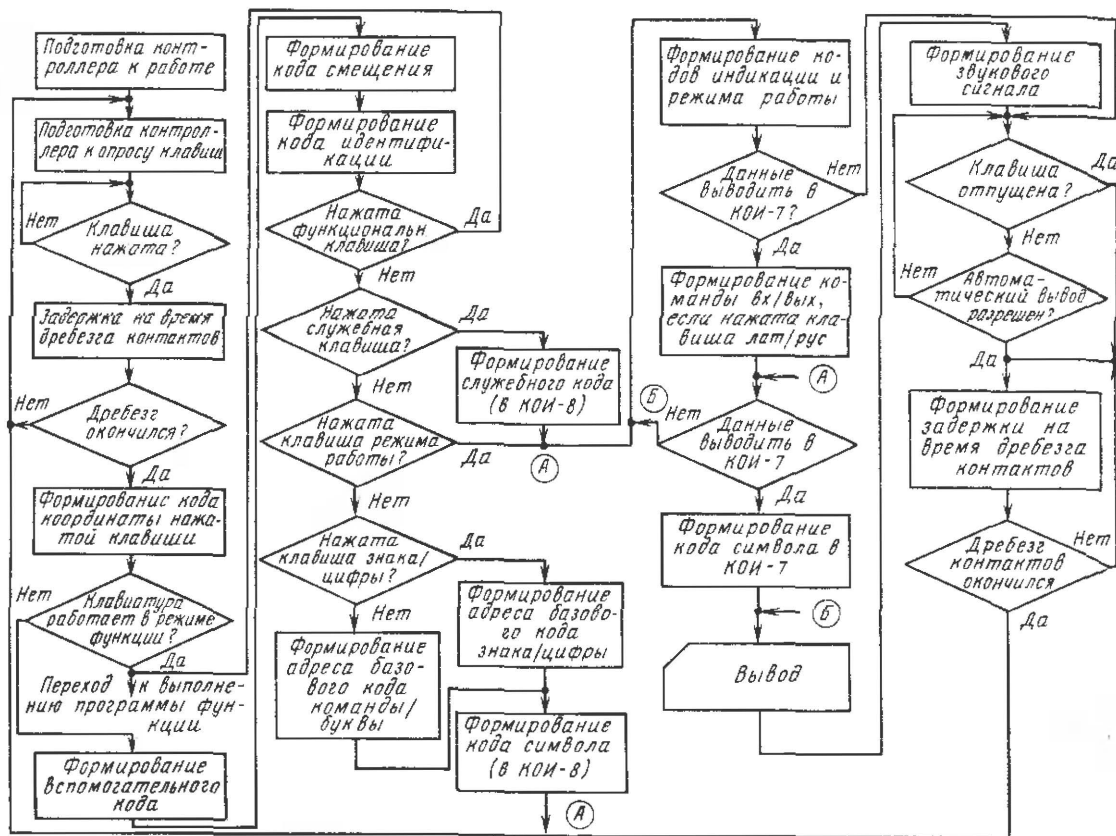 Подготовка конт-
роллера к работе
Подготовка контрол-
лера к опросу клавиш
Нет
Клавиша
нажата?
Да
Задержка на время
дребезга контактов
Нет
Дребезг
окончился?
Да
Формирование кода
координаты нажа-
той клавиши
Нет
Клавиатура
работает в режиме
функции?
Да
Переход к выполне-
нию программы функ-
ции
Формирование
вспомогательного
кода
Формирование
кода смещения
Формирование
кода идентифи-
кации
Нажата
функциональн
клавиша?
Да
Нет
Нажата
служебная
клавиша?
Да
Формирование
служебного кода
(в КОИ-8)
Нет
Нажата
клавиша режима
работы?
Да
А
Нет
Нажата
клавиша знака/
цифры?
Да
Нет
Формирование
адреса базо-
вого кода
команды/
буквы
Формирование
адреса базово-
го кода
знака/цифры
Формирование
кода символа
(в КОИ-8)
А
Формирование ко-
дов индикации и
режима работы
Данные
выводить в
КОИ-7?
Нет
Да
Формирование ко-
манды вх/вых,
если нажата кла-
виша лат/рус
А
Б
Нет
Данные
выводить в
КОИ-7
Да
Формирование
кода символа в
КОИ-7
Б
Вывод
Формирование
звукового
сигнала
Клавиша
отпущена?
Да
Нет
Нет
Автома-
тический вывод
разрешен?
Да
Формирование
задержки на
время дребезга
контактов
Дребезг
контактов
окончился
Нет
Да